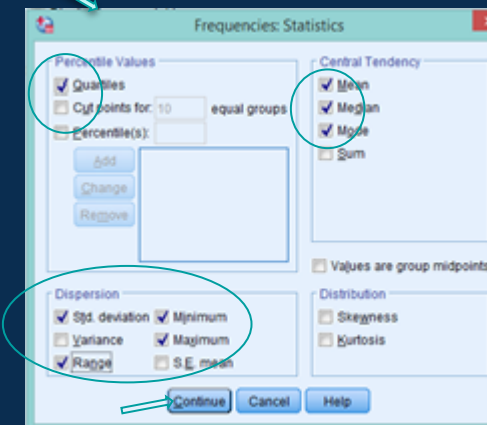 Frequencies: Statistics
Percentile Values
Quartiles
Cut points for: 10 equal groups
Percentile(s):
Add
Change
Remove
Central Tendency
Mean
Median
Mode
Sum
Values are group midpoints
Dispersion
Std. deviation Minimum
Variance Maximum
Range S.E. mean
Distribution
Skewness
Kurtosis
Continue Cancel Help